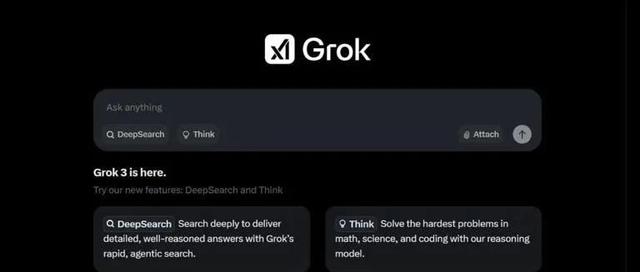 xI Grok
Ask anything
DeepSearch Think Attach
Grok 3 is here.
Try our new features: DeepSearch and Think
DeepSearch Search deeply to deliver
detailed, well-reasoned answers with Grok's
rapid, agentic search.
Think Solve the hardest problems in
math, science, and coding with our reasoning
model.